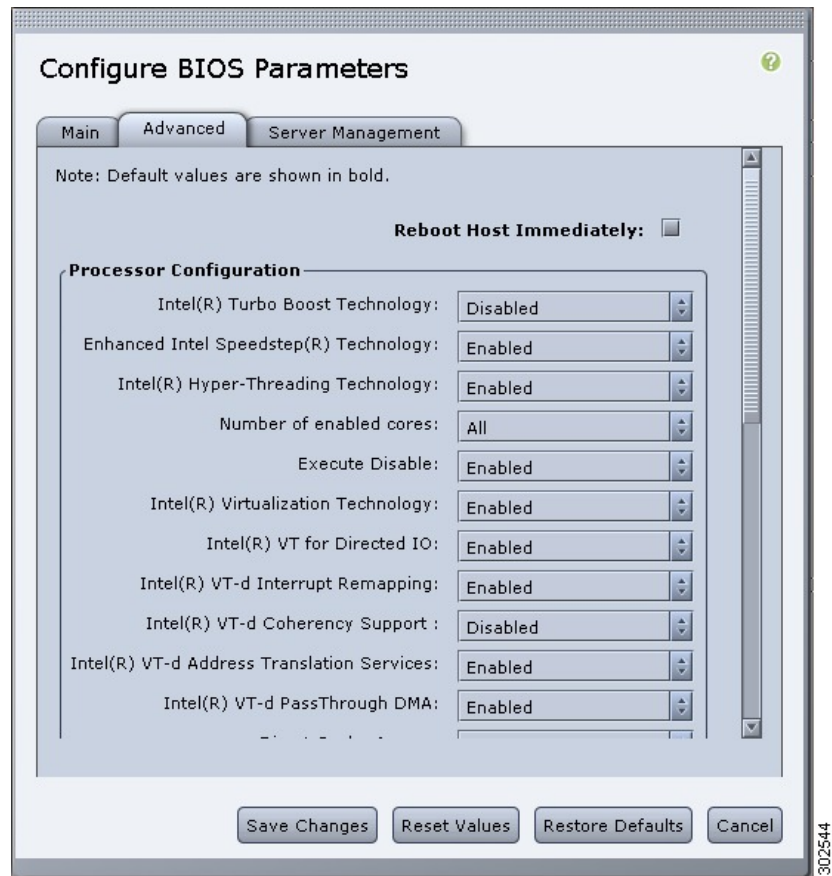 Configure BIOS Parameters
?
Main Advanced Server Management
Note: Default values are shown in bold.
Reboot Host Immediately:
Processor Configuration
Intel(R) Turbo Boost Technology: Disabled
Enhanced Intel Speedstep(R) Technology: Enabled
Intel(R) Hyper-Threading Technology: Enabled
Number of enabled cores: All
Execute Disable: Enabled
Intel(R) Virtualization Technology: Enabled
Intel(R) VT for Directed IO: Enabled
Intel(R) VT-d Interrupt Remapping: Enabled
Intel(R) VT-d Coherency Support : Disabled
Intel(R) VT-d Address Translation Services: Enabled
Intel(R) VT-d PassThrough DMA: Enabled
Save Changes Reset Values Restore Defaults Cancel
302544